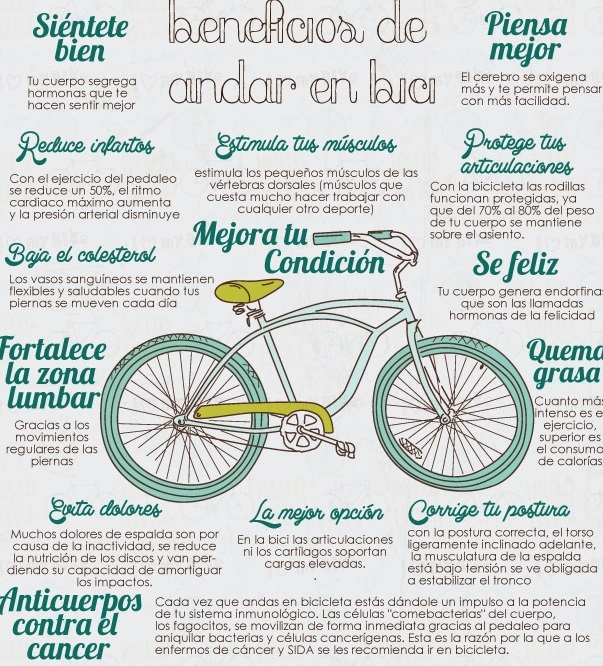 beneficios de
andar en bici
Siéntete
bien
Tu cuerpo segrega
hormonas que te
hacen sentir mejor
Piensa
mejor
El cerebro se oxigena
más y te permite pensar
con más facilidad.
Reduce infartos
Con el ejercicio del pedaleo
se reduce un 50%, el ritmo
cardiaco máximo aumenta
y la presión arterial disminuye
Estimula tus músculos
estimula los pequeños músculos de las
vértebras dorsales (músculos que
cuesta mucho hacer trabajar con
cualquier otro deporte)
Protege tus
articulaciones
Con la bicicleta las rodillas
funcionan protegidas, ya
que del 70% al 80% del peso
de tu cuerpo se mantiene
sobre el asiento.
Mejora tu
Condición
Baja el colesterol
Los vasos sanguíneos se mantienen
flexibles y saludables cuando tus
piernas se mueven cada día
Se feliz
Tu cuerpo genera endorfinas
que son las llamadas
hormonas de la felicidad
Fortalece
la zona
lumbar
Gracias a los
movimientos
regulares de las
piernas
Quema
grasa
Cuanto más
intenso es e
ejercicio,
superior es
el consumo
de calorías
Evita dolores
Muchos dolores de espalda son por
causa de la inactividad, se reduce
la nutrición de los discos y van per-
diendo su capacidad de amortiguar
los impactos.
La mejor opción
En la bici las articulaciones
ni los cartílagos soportan
cargas elevadas.
Corrige tu postura
con la postura correcta, el torso
ligeramente inclinado adelante,
la musculatura de la espalda
está bajo tensión se ve obligada
a estabilizar el tronco
Anticuerpos
contra el
cancer
Cada vez que andas en bicicleta estás dándole un impulso a la potencia
de tu sistema inmunológico. Las células "comebacterias" del cuerpo,
los fagocitos, se movilizan de forma inmediata gracias al pedaleo para
aniquilar bacterias y células cancerígenas. Esta es la razón por la que a los
enfermos de cáncer y SIDA se les recomienda ir en bicicleta.